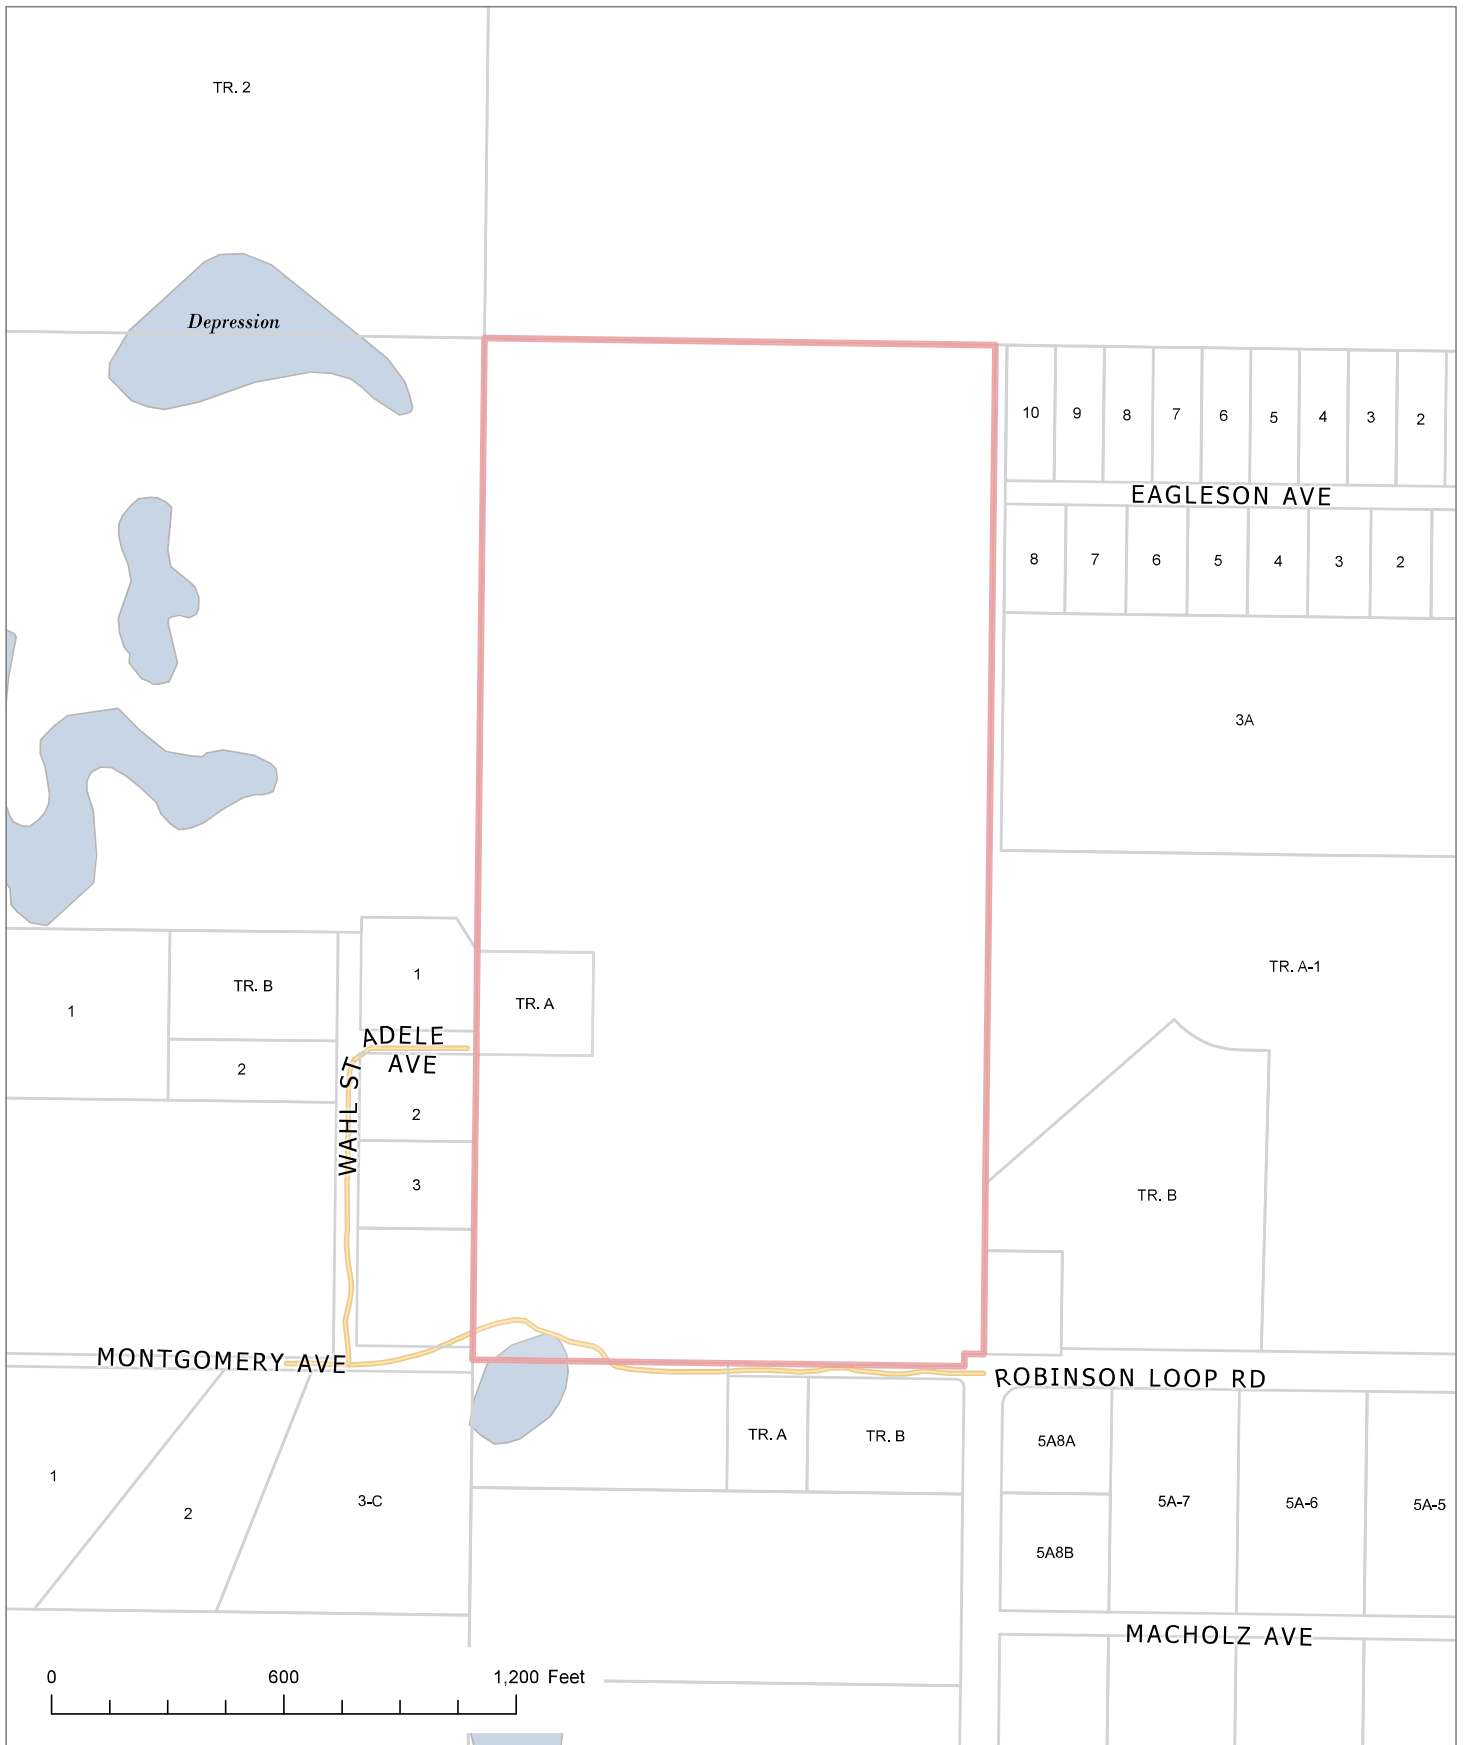 TR. 2
Depression
10 9 8 7 6 5 4 3 2
EAGLESON AVE
8 7 6 5 4 3 2
3A
TR. A-1
1
TR. B
1
TR. A
2
ADELE
AVE
WAHL ST
2
3
TR. B
MONTGOMERY AVE
ROBINSON LOOP RD
1
2
3-C
TR. A
TR. B
5A8A
5A8B
5A-7
5A-6
5A-5
MACHOLZ AVE
0 600 1,200 Feet